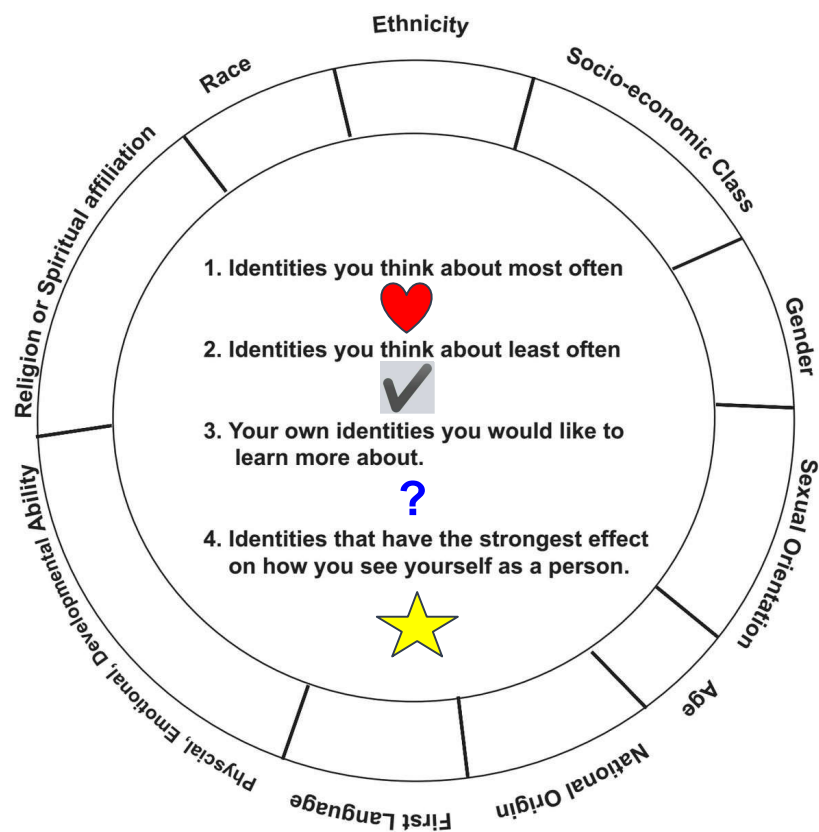 Ethnicity
Socio-economic Class
Gender
Sexual Orientation
Age
National Origin
First Language
Physcial, Emotional, Developmental Ability
Religion or Spiritual affiliation
Race
1. Identities you think about most often
2. Identities you think about least often
3. Your own identities you would like to
learn more about.
?
4. Identities that have the strongest effect
on how you see yourself as a person.